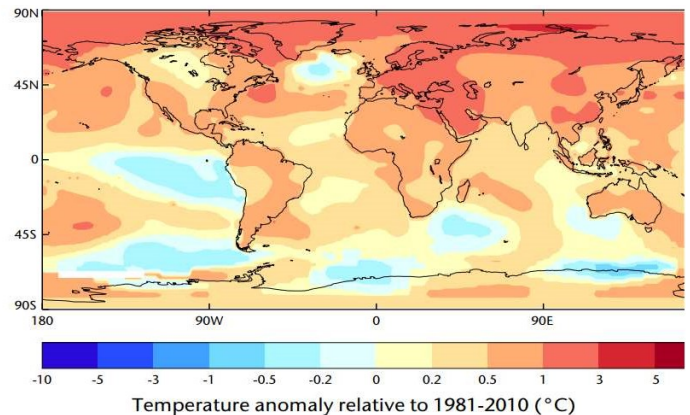 90N
45N
0
45S
90S
180 90W 0 90E
-10 -5 -3 -1 -0.5 -0.2 0 0.2 0.5 1 3 5
Temperature anomaly relative to 1981-2010 (°C)